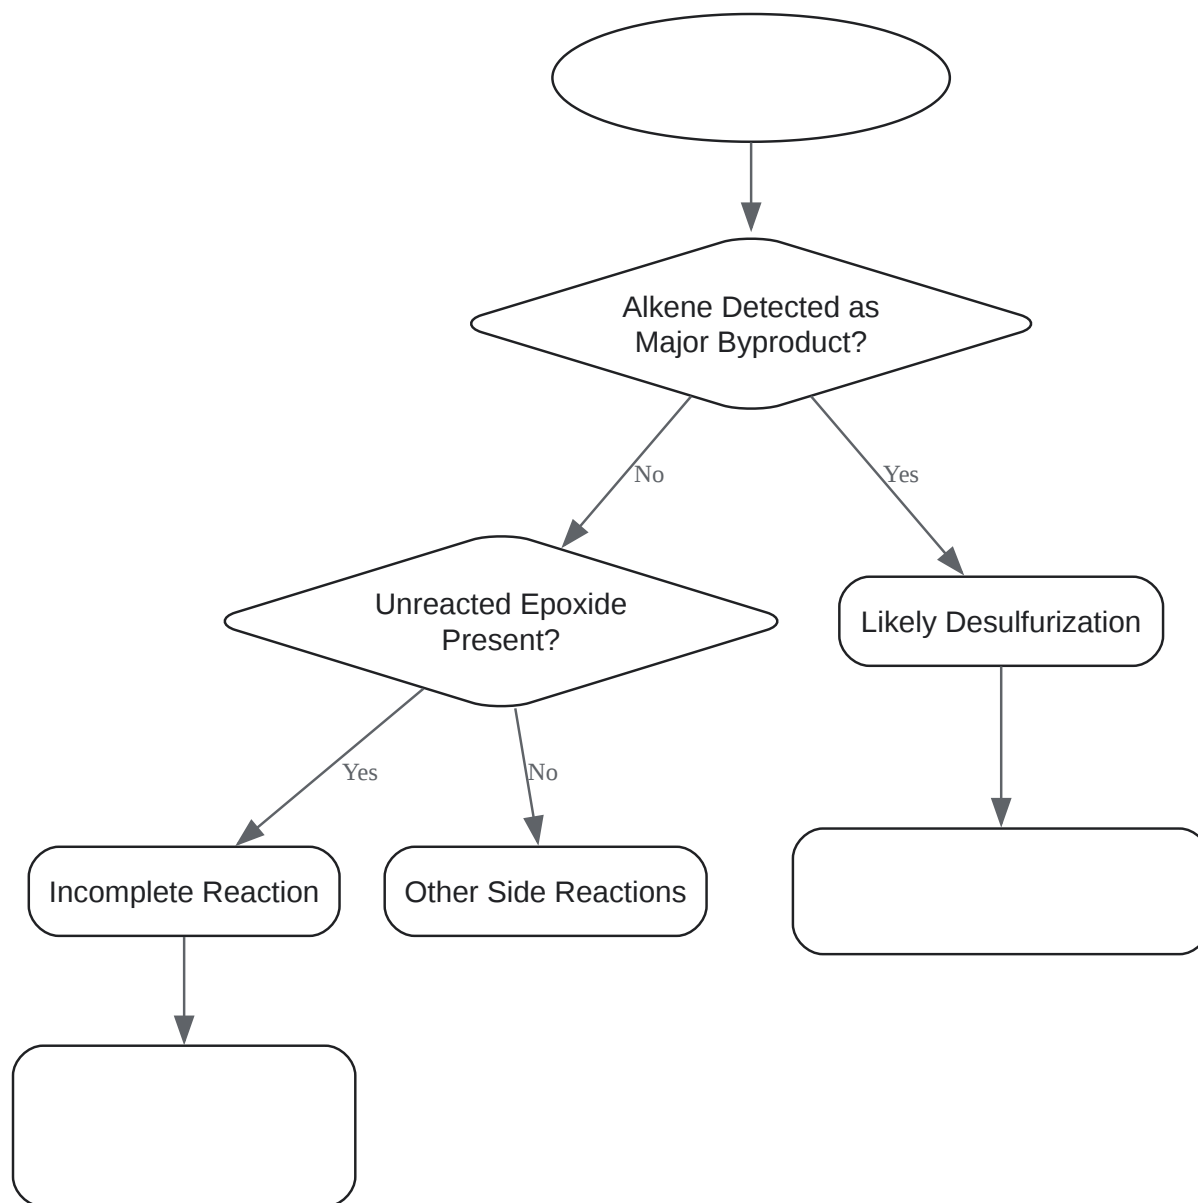 Alkene Detected as
Major Byproduct?
No
Yes
Unreacted Epoxide
Present?
Likely Desulfurization
Yes
No
Incomplete Reaction
Other Side Reactions